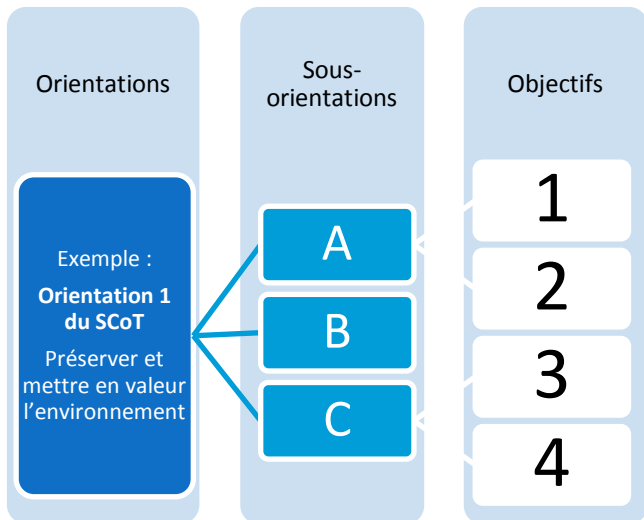 Orientations
Sous-
orientations
Objectifs
Exemple :
Orientation 1
du SCoT
Préserver et
mettre en valeur
l’environnement
A
B
C
1
2
3
4